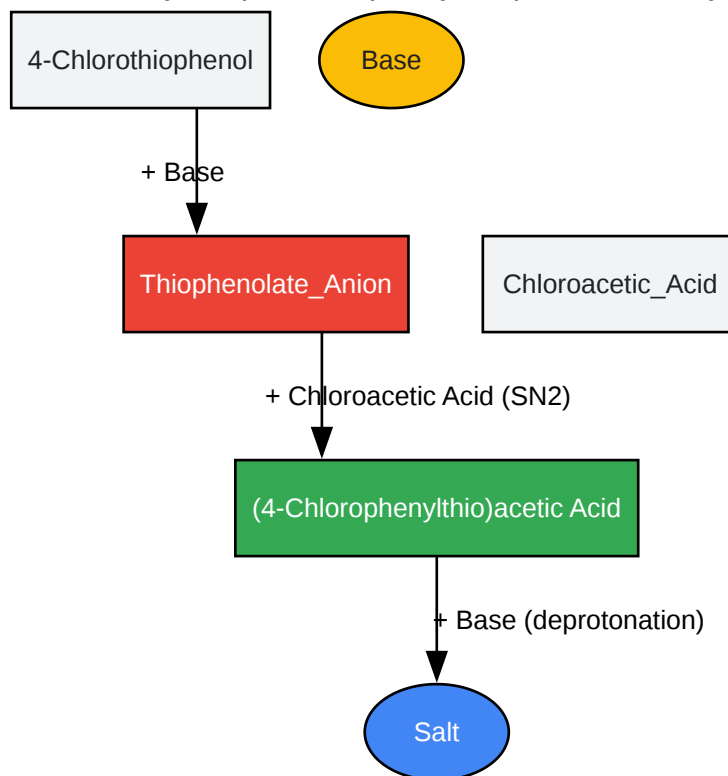 4-Chlorothiophenol
Base
+ Base
Thiophenolate_Anion
Chloroacetic_Acid
+ Chloroacetic Acid (SN2)
(4-Chlorophenylthio)acetic Acid
+ Base (deprotonation)
Salt